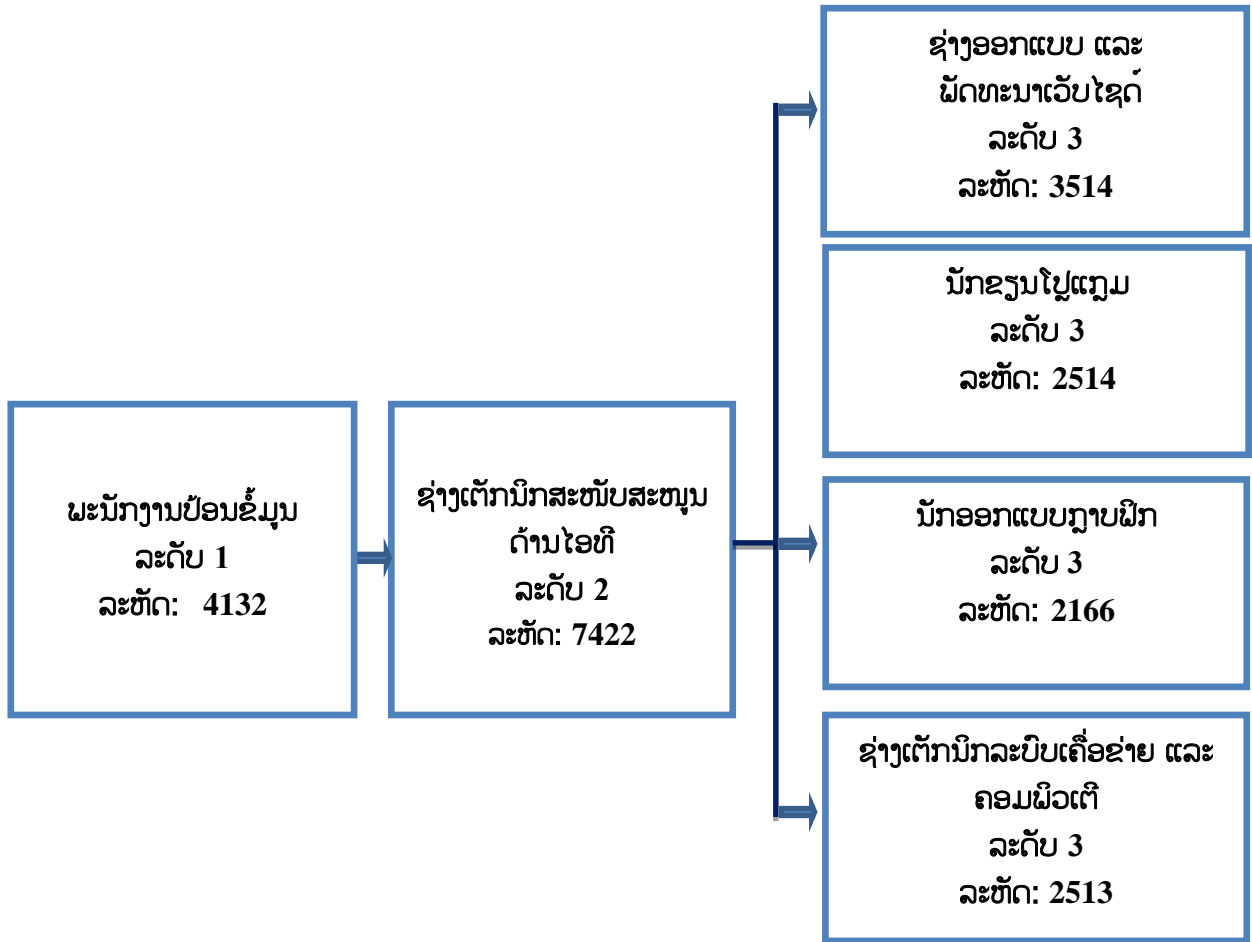 ພະນັກງານປ້ອນຂໍ້ມູນ
ລະດັບ 1
ລະຫັດ: 4132
ຊ່າງເຕັກນິກສະໜັບສະໜູນ
ດ້ານໄອທີ
ລະດັບ 2
ລະຫັດ: 7422
ຊ່າງອອກແບບ ແລະ
ພັດທະນາເວັບໄຊດ໌
ລະດັບ 3
ລະຫັດ: 3514
ນັກຂຽນໂປຼແກຼມ
ລະດັບ 3
ລະຫັດ: 2514
ນັກອອກແບບກຼາບຟິກ
ລະດັບ 3
ລະຫັດ: 2166
ຊ່າງເຕັກນິກລະບົບເຄື່ອຂ່າຍ ແລະ
ຄອມພິວເຕີ
ລະດັບ 3
ລະຫັດ: 2513